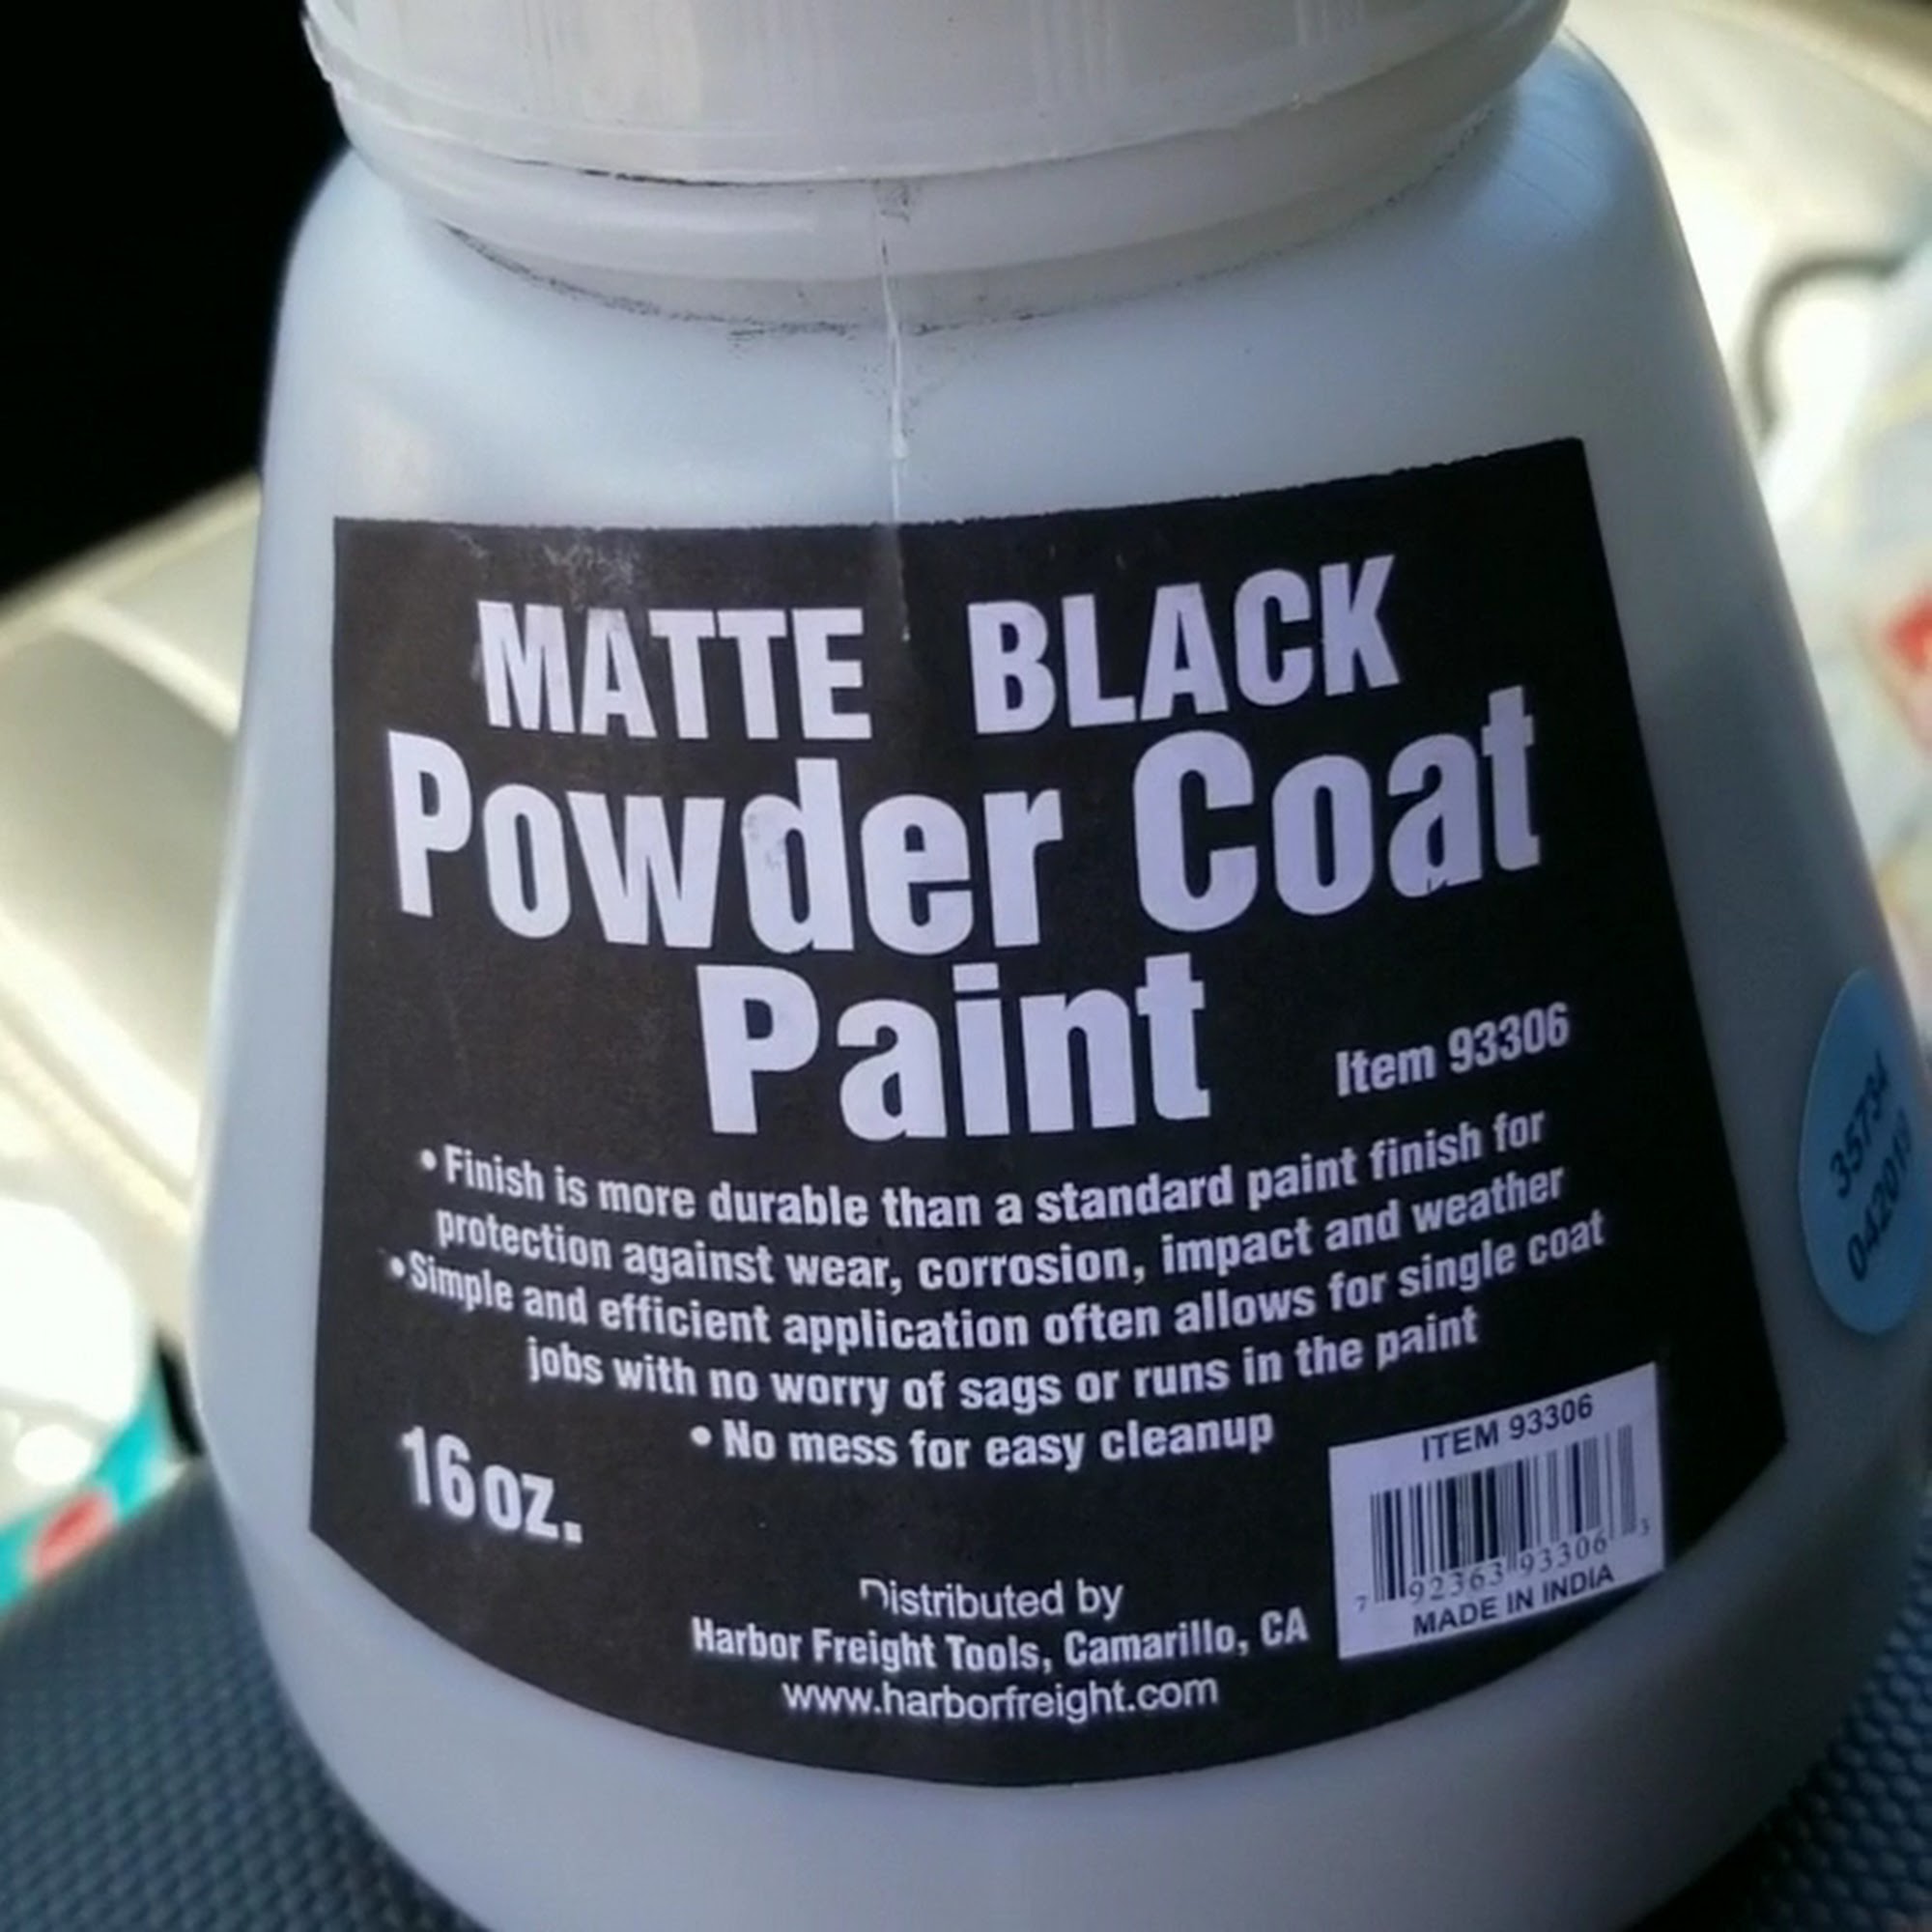 MATTE BLACK
Powder Coat
Paint
Item 93306
• Finish is more durable than a standard paint finish for
protection against wear, corrosion, impact and weather
• Simple and efficient application often allows for single coat
jobs with no worry of sags or runs in the paint
• No mess for easy cleanup
16 oz.
ITEM 93306
7 92363 93306 3
MADE IN INDIA
Distributed by
Harbor Freight Tools, Camarillo, CA
www.harborfreight.com
35784